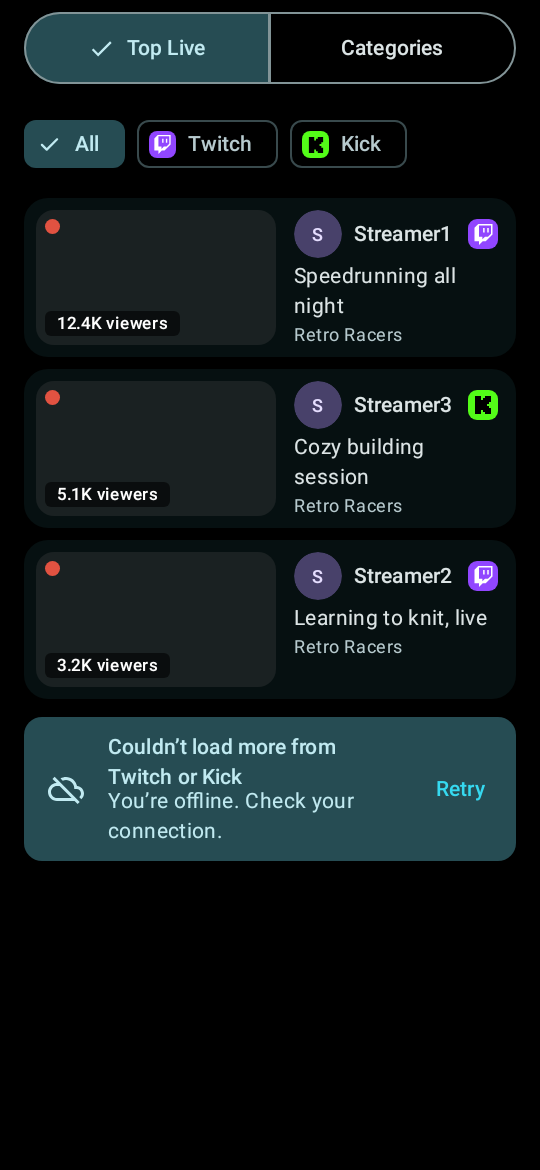 Top Live
Categories
All
Twitch
Kick
12.4K viewers
S
Streamer1
Speedrunning all
night
Retro Racers
5.1K viewers
S
Streamer3
Cozy building
session
Retro Racers
3.2K viewers
S
Streamer2
Learning to knit, live
Retro Racers
Couldn’t load more from
Twitch or Kick
You’re offline. Check your
connection.
Retry